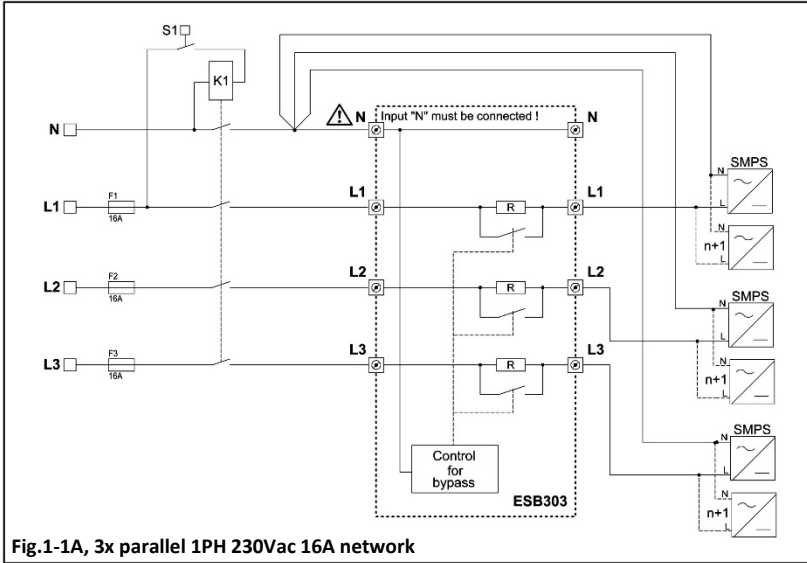 S1
K1
Input "N" must be connected !
N
N
N
L1
F1
16A
L1
R
L1
L2
F2
16A
L2
R
L2
L3
F3
16A
L3
R
L3
Control
for
bypass
ESB303
SMPS
N
L
N
n+1
L
SMPS
N
L
N
n+1
L
SMPS
N
L
N
n+1
L
Fig.1-1A, 3x parallel 1PH 230Vac 16A network